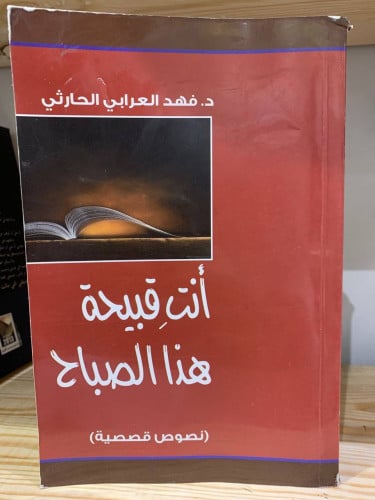 د. فهد العرابي الحارثي
أنتِ قبيحة
هذا الصباح
(نصوص قصصية)